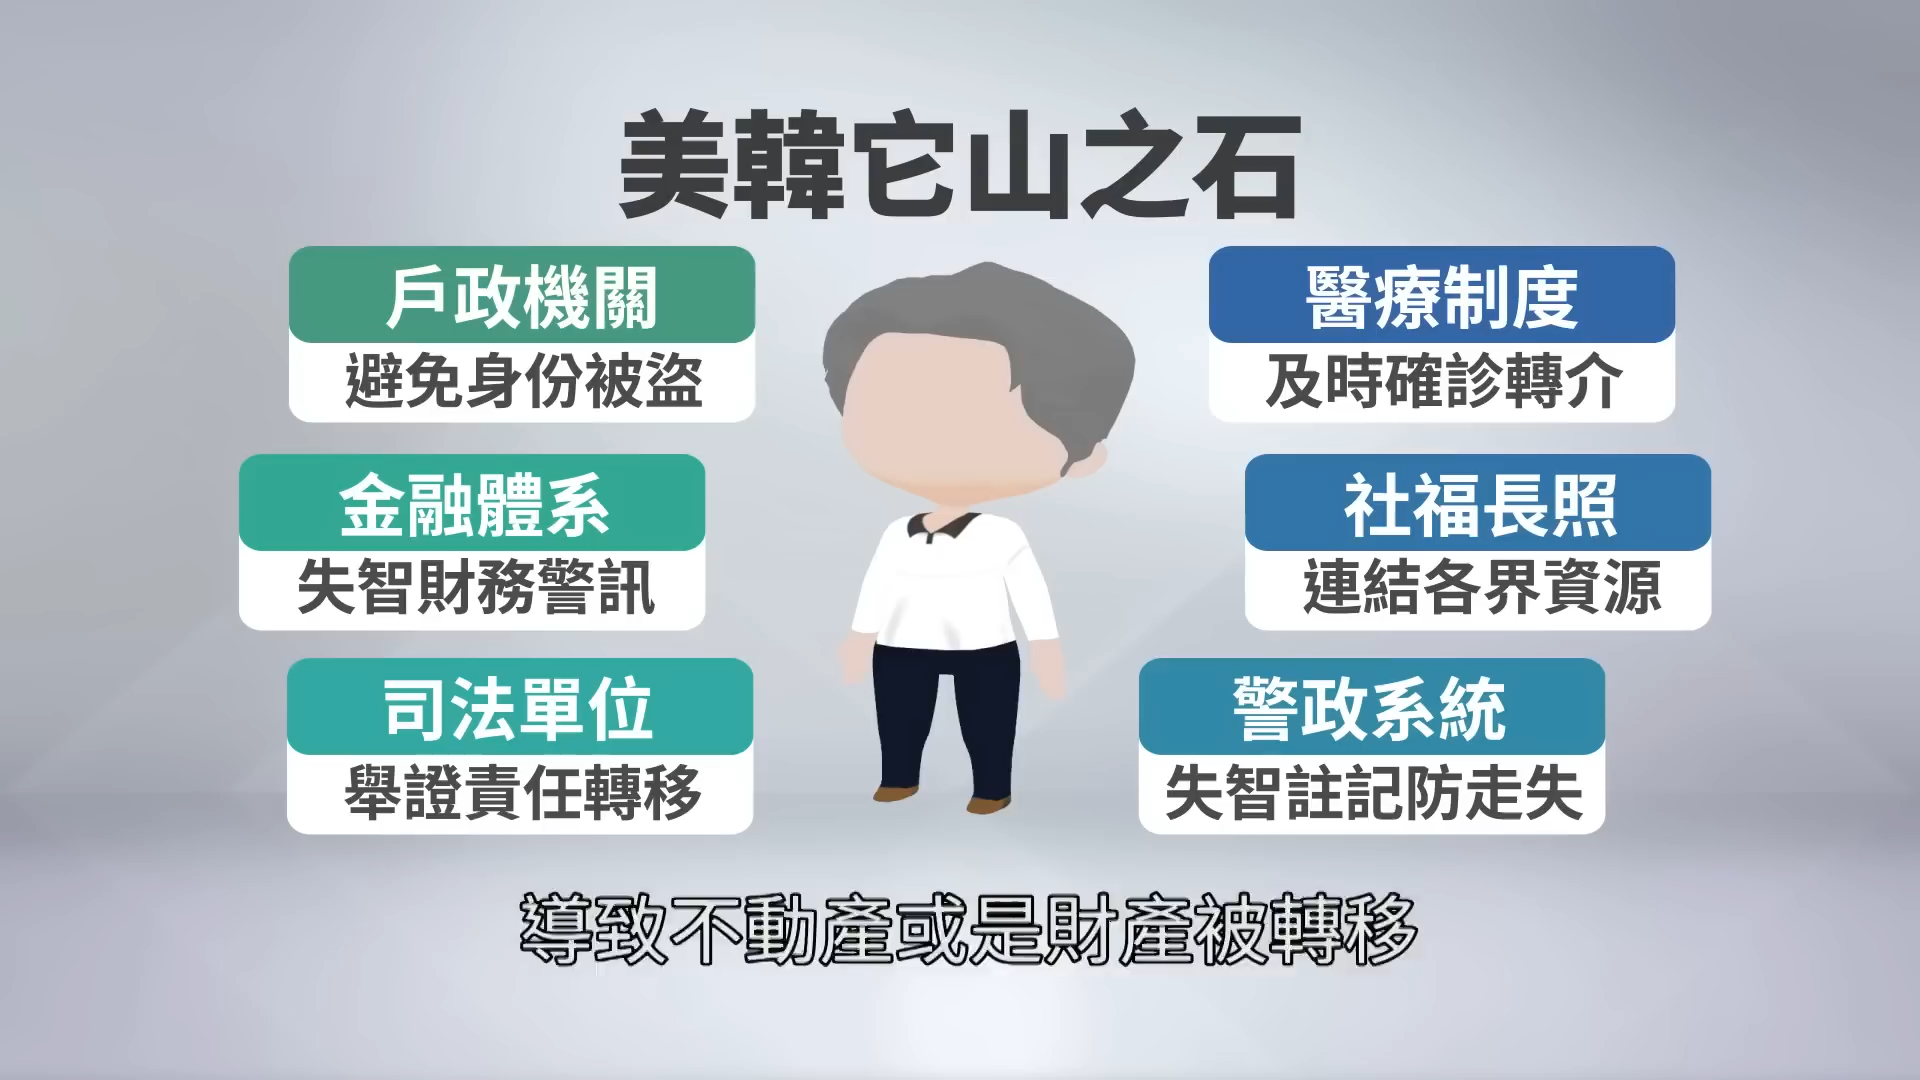 美韓它山之石
戶政機關
避免身份被盜
金融體系
失智財務警訊
司法單位
舉證責任轉移
醫療制度
及時確診轉介
社福長照
連結各界資源
警政系統
失智註記防走失
導致不動產或是財產被轉移